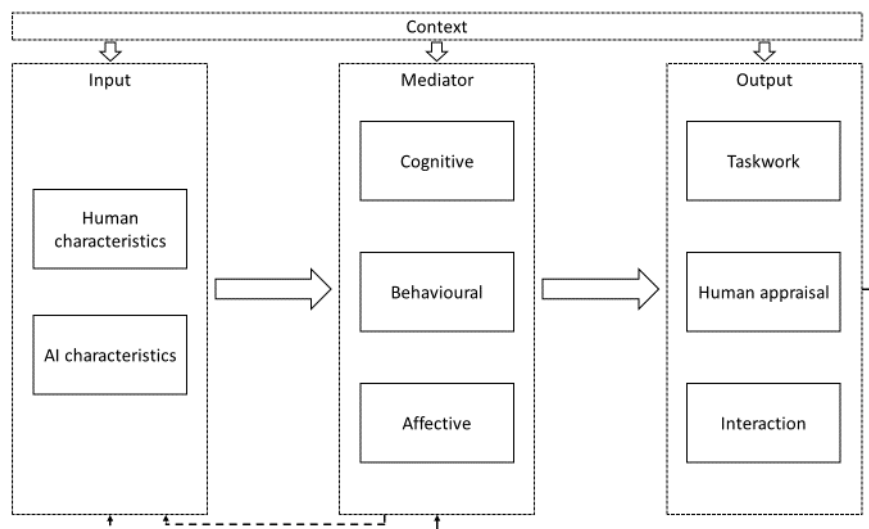 Context
Input
Mediator
Output
Human
characteristics
AI characteristics
Cognitive
Behavioural
Affective
Taskwork
Human appraisal
Interaction